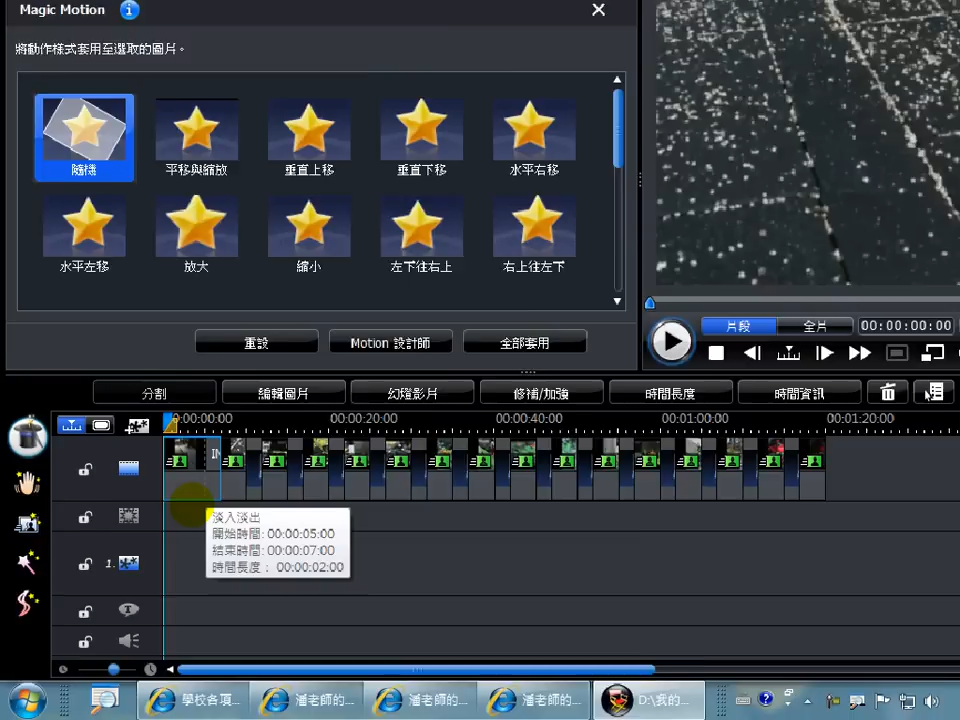 Magic Motion
將動作樣式套用至選取的圖片。
隨機
平移與縮放
重直上移
重直下移
水平右移
水平左移
放大
縮小
左下往右上
右上往左下
重設
Motion 設計師
全部套用
片段
全片
00:00:00:00
分割
編輯圖片
幻燈影片
修補/加強
時間長度
時間資訊
0:00:00:00
00:00:20:00
00:00:40:00
00:01:00:00
00:01:20:00
淡入淡出
開始時間: 00:00:05:00
結束時間: 00:00:07:00
時間長度： 00:00:02:00
1.
學校各項...
潘老師的...
潘老師的...
潘老師的...
D:\我的...